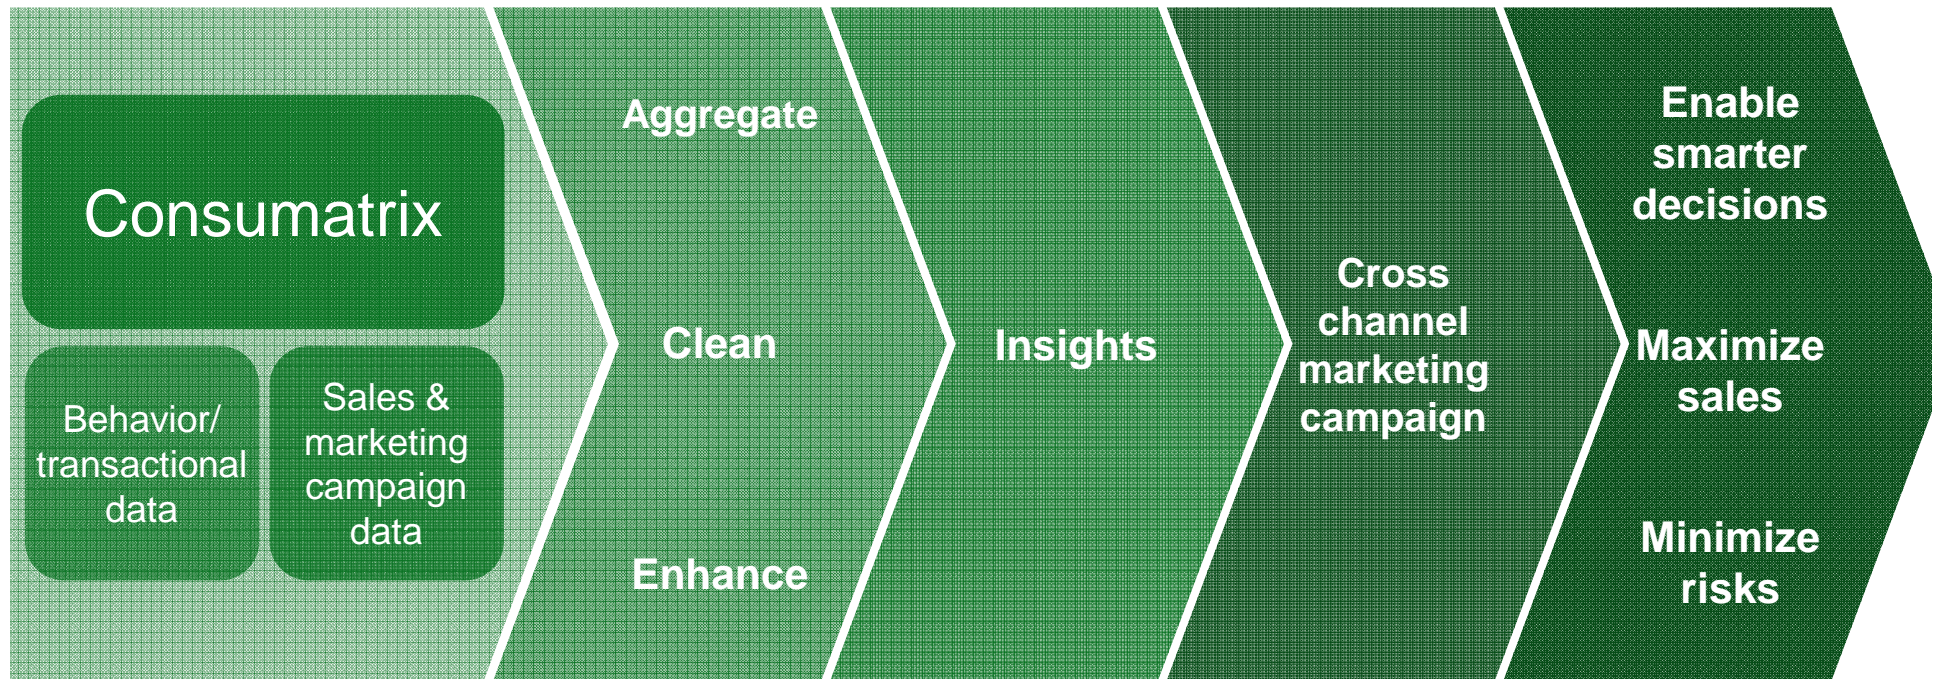 Consumatrix
Behavior/
transactional
data
Sales &
marketing
campaign
data
Aggregate
Clean
Enhance
Insights
Cross
channel
marketing
campaign
Enable
smarter
decisions
Maximize
sales
Minimize
risks